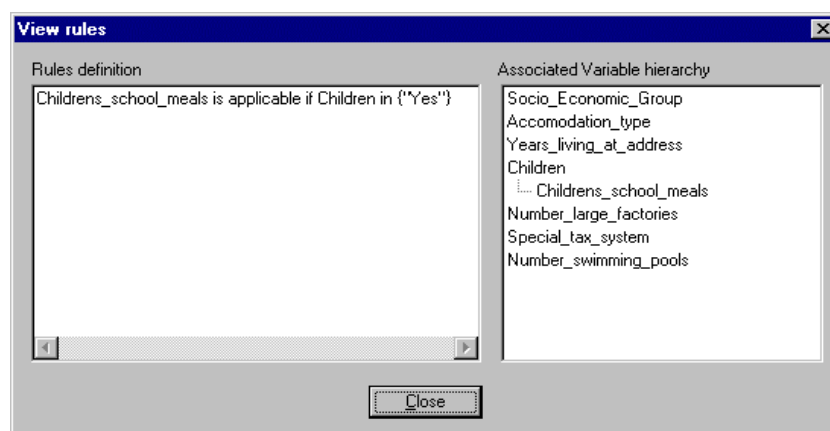 View rules
Rules definition
Childrens_school_meals is applicable if Children in {"Yes"}
Associated Variable hierarchy
Socio_Economic_Group
Accomodation_type
Years_living_at_address
Children
Childrens_school_meals
Number_large_factories
Special_tax_system
Number_swimming_pools
Close